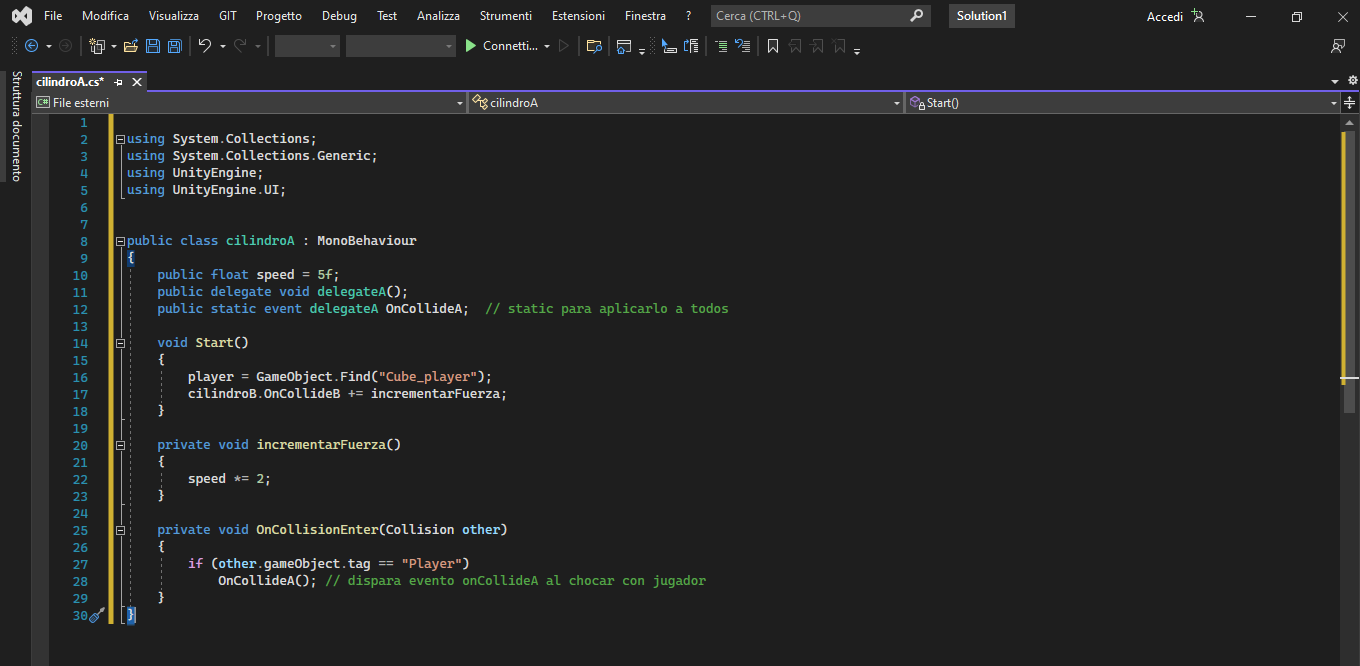 File Modifica Visualizza GIT Progetto Debug Test Analizza Strumenti Estensioni Finestra ? Cerca (CTRL+Q) Solution1 Accedi
Connetti...
Struttura documento
cilindroA.cs*
C# File esterni cilindroA Start()
1
2 using System.Collections;
3 using System.Collections.Generic;
4 using UnityEngine;
5 using UnityEngine.UI;
6
7
8 public class cilindroA : MonoBehaviour
9 {
10 public float speed = 5f;
11 public delegate void delegateA();
12 public static event delegateA OnCollideA; // static para aplicarlo a todos
13
14 void Start()
15 {
16 player = GameObject.Find("Cube_player");
17 cilindroB.OnCollideB += incrementarFuerza;
18 }
19
20 private void incrementarFuerza()
21 {
22 speed *= 2;
23 }
24
25 private void OnCollisionEnter(Collision other)
26 {
27 if (other.gameObject.tag == "Player")
28 OnCollideA(); // dispara evento onCollideA al chocar con jugador
29 }
30 }